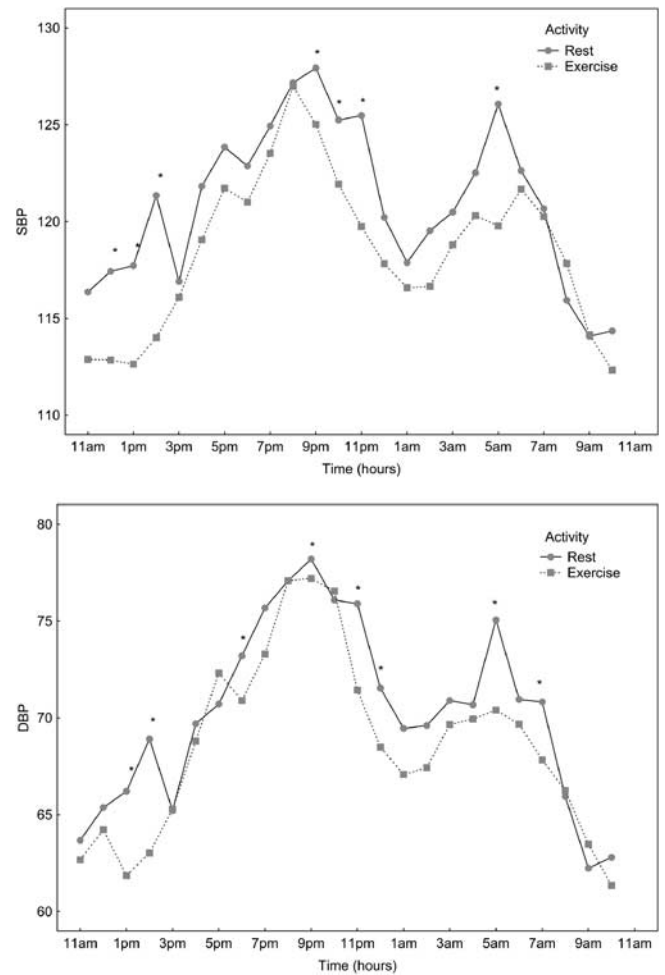 130
Activity
Rest
Exercise
*
* *
*
*
* *
125
SBP
120
115
110
11am 1pm 3pm 5pm 7pm 9pm 11pm 1am 3am 5am 7am 9am 11am
Time (hours)
80
Activity
Rest
Exercise
*
*
*
75
*
*
*
*
*
DBP
70
65
60
11am 1pm 3pm 5pm 7pm 9pm 11pm 1am 3am 5am 7am 9am 11am
Time (hours)